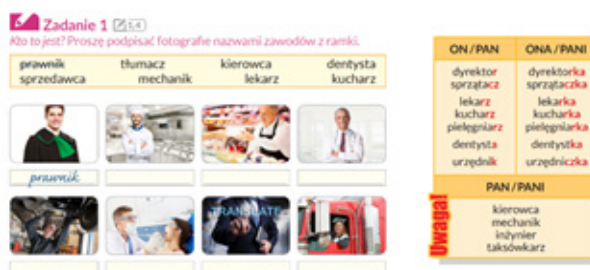 Zadanie 1 1,4
Kto to jest? Proszę podpisać fotografie nazwami zawodów z ramki.
prawnik tłumacz kierowca dentysta
sprzedawca mechanik lekarz kucharz
prawnik
TRANSLATE
ON / PAN ONA / PANI
dyrektor dyrektorka
sprzątacz sprzątaczka
lekarz lekarka
kucharz kucharka
pielęgniarz pielęgniarka
dentysta dentystka
urzędnik urzędniczka
Uwaga!
PAN / PANI
kierowca
mechanik
inżynier
taksówkarz